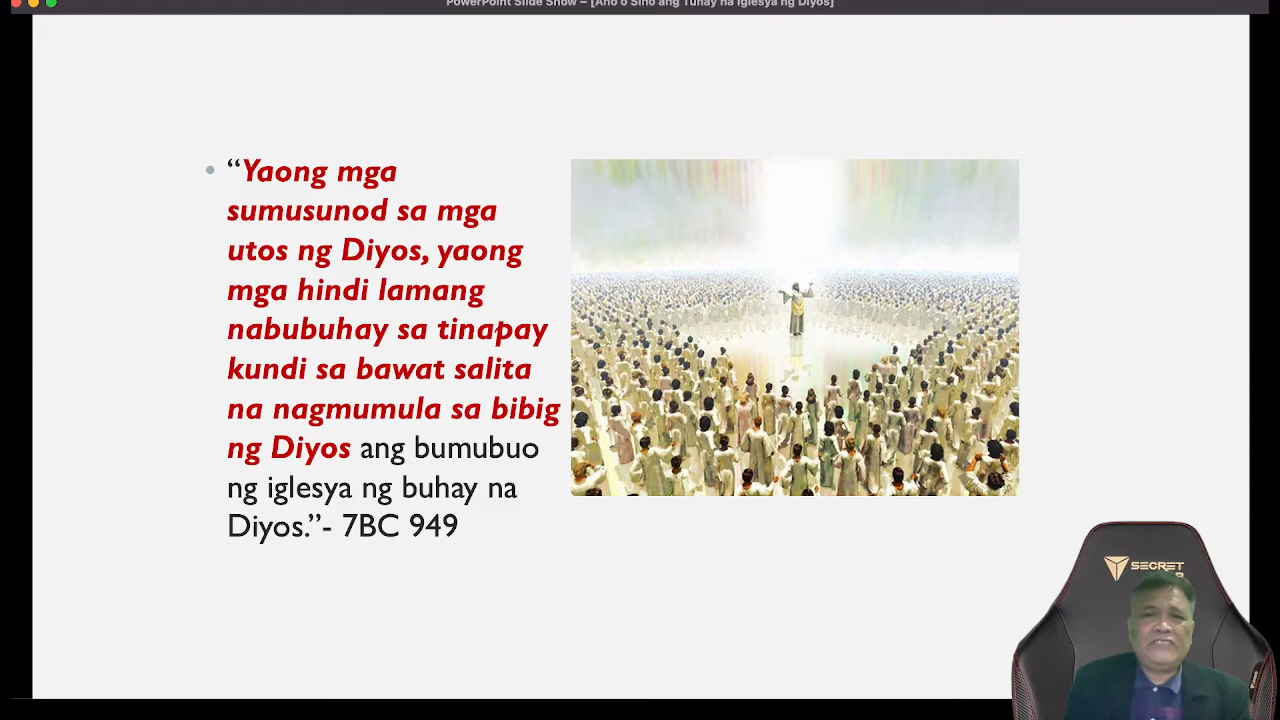 PowerPoint Slide Show – [Ano o Sino ang Tunay na Iglesya ng Diyos]
• “Yaong mga
sumusunod sa mga
utos ng Diyos, yaong
mga hindi lamang
nabubuhay sa tinapay
kundi sa bawat salita
na nagmumula sa bibig
ng Diyos ang bumubuo
ng iglesya ng buhay na
Diyos.”- 7BC 949
SECRET